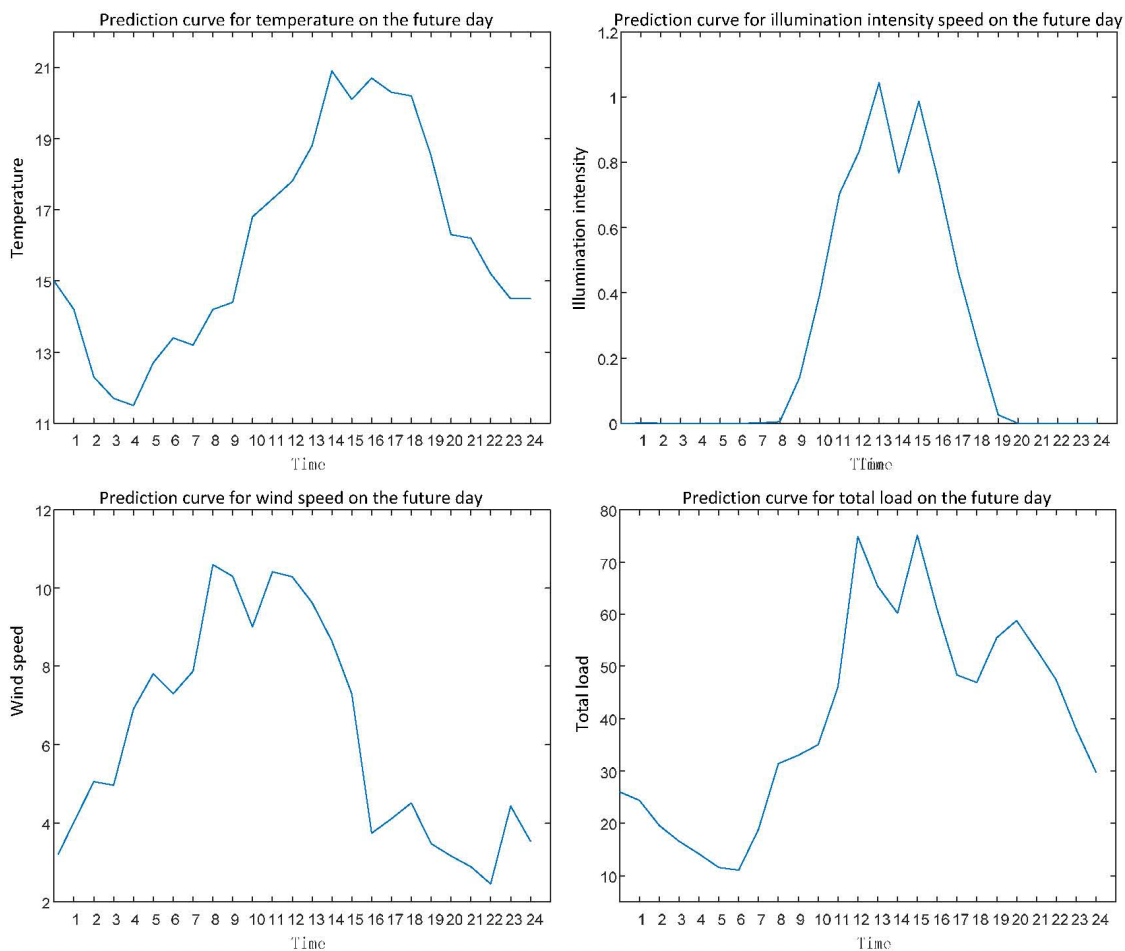 Prediction curve for temperature on the future day
21
19
17
15
13
11
Temperature
1 2 3 4 5 6 7 8 9 10 11 12 13 14 15 16 17 18 19 20 21 22 23 24
Time
Prediction curve for illumination intensity speed on the future day
1.2
1
0.8
0.6
0.4
0.2
0
Illumination intensity
1 2 3 4 5 6 7 8 9 10 11 12 13 14 15 16 17 18 19 20 21 22 23 24
Time
Prediction curve for wind speed on the future day
12
10
8
6
4
2
Wind speed
1 2 3 4 5 6 7 8 9 10 11 12 13 14 15 16 17 18 19 20 21 22 23 24
Time
Prediction curve for total load on the future day
80
70
60
50
40
30
20
10
Total load
1 2 3 4 5 6 7 8 9 10 11 12 13 14 15 16 17 18 19 20 21 22 23 24
Time